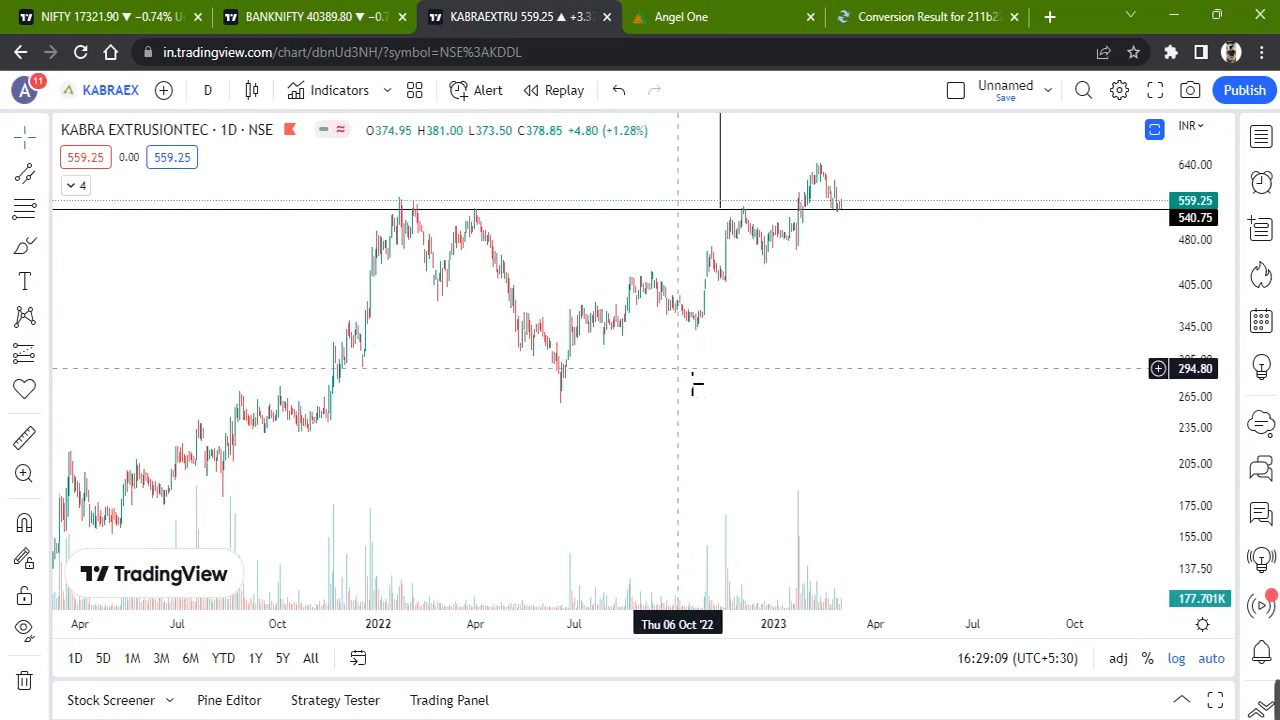 NIFTY 17321.90 ▼ −0.74% U
BANKNIFTY 40389.80 ▼ −0.7
KABRAEXTRU 559.25 ▲ +3.3
Angel One
Conversion Result for 211b2
in.tradingview.com/chart/dbnUd3NH/?symbol=NSE%3AKDDL
A 11
KABRAEX
D
Indicators
Alert
Replay
Unnamed
Save
Publish
KABRA EXTRUSIONTEC · 1D · NSE
O374.95 H381.00 L373.50 C378.85 +4.80 (+1.28%)
INR
559.25 0.00 559.25
4
640.00
559.25
540.75
480.00
405.00
345.00
294.80
265.00
235.00
205.00
175.00
155.00
137.50
177.701K
TradingView
Apr Jul Oct 2022 Apr Jul Thu 06 Oct '22 2023 Apr Jul Oct
1D 5D 1M 3M 6M YTD 1Y 5Y All
16:29:09 (UTC+5:30) adj % log auto
Stock Screener Pine Editor Strategy Tester Trading Panel